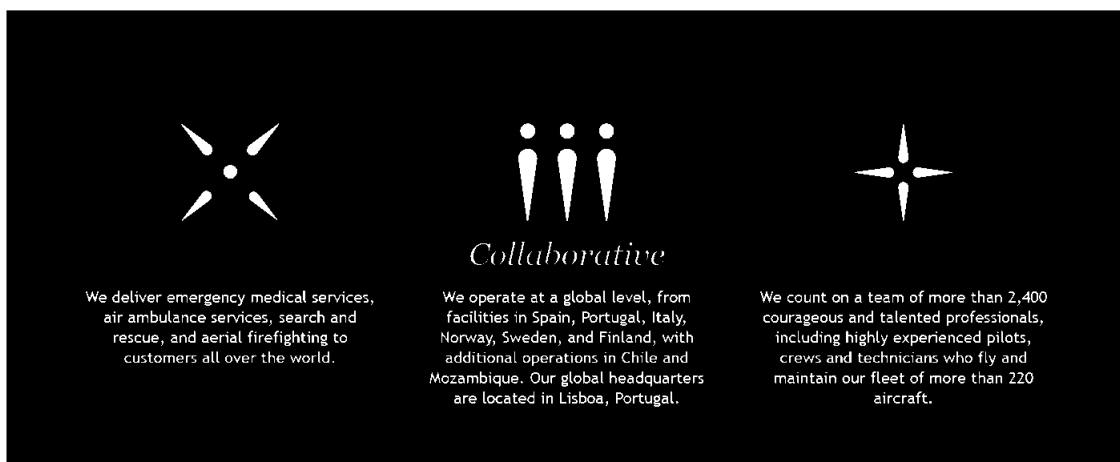 Collaborative
We deliver emergency medical services,
air ambulance services, search and
rescue, and aerial firefighting to
customers all over the world.
We operate at a global level, from
facilities in Spain, Portugal, Italy,
Norway, Sweden, and Finland, with
additional operations in Chile and
Mozambique. Our global headquarters
are located in Lisboa, Portugal.
We count on a team of more than 2,400
courageous and talented professionals,
including highly experienced pilots,
crews and technicians who fly and
maintain our fleet of more than 220
aircraft.